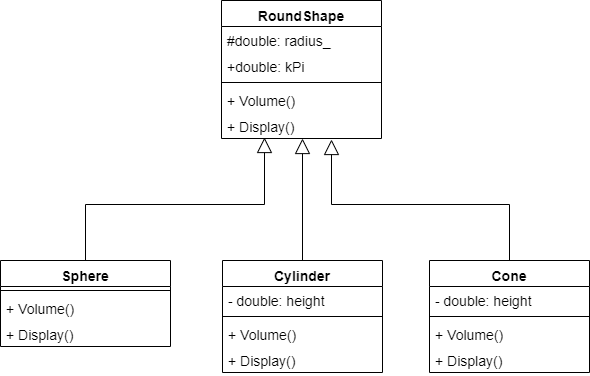 RoundShape
#double: radius_
+double: kPi
+ Volume()
+ Display()
Sphere
+ Volume()
+ Display()
Cylinder
- double: height
+ Volume()
+ Display()
Cone
- double: height
+ Volume()
+ Display()